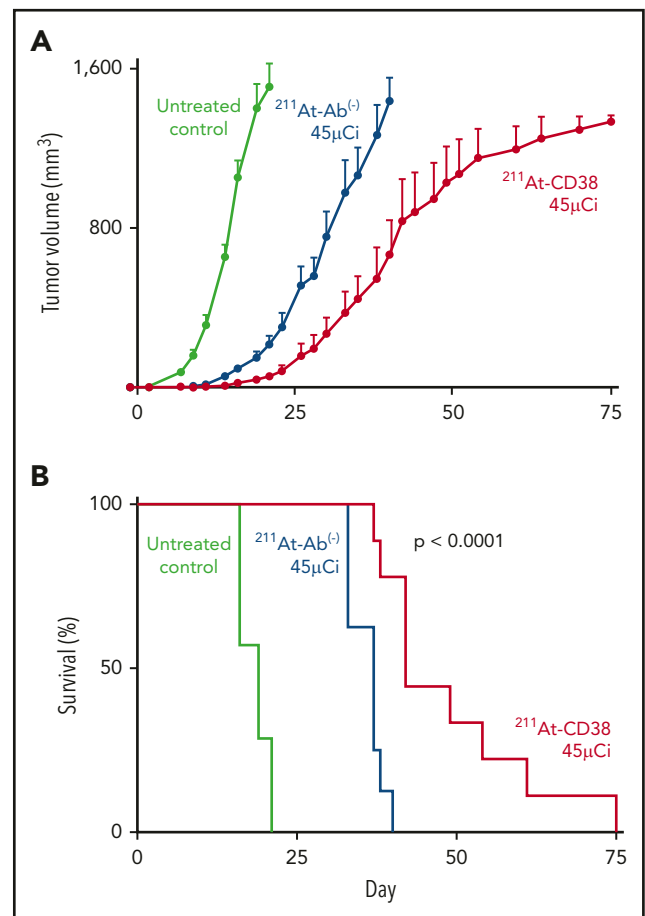 A
1,600
Untreated
control
²¹¹At-Ab⁽⁻⁾
45μCi
²¹¹At-CD38
45μCi
800
Tumor volume (mm³)
0
25
50
75
B
100
Untreated
control
²¹¹At-Ab⁽⁻⁾
45μCi
p < 0.0001
50
Survival (%)
²¹¹At-CD38
45μCi
0
0
25
50
75
Day